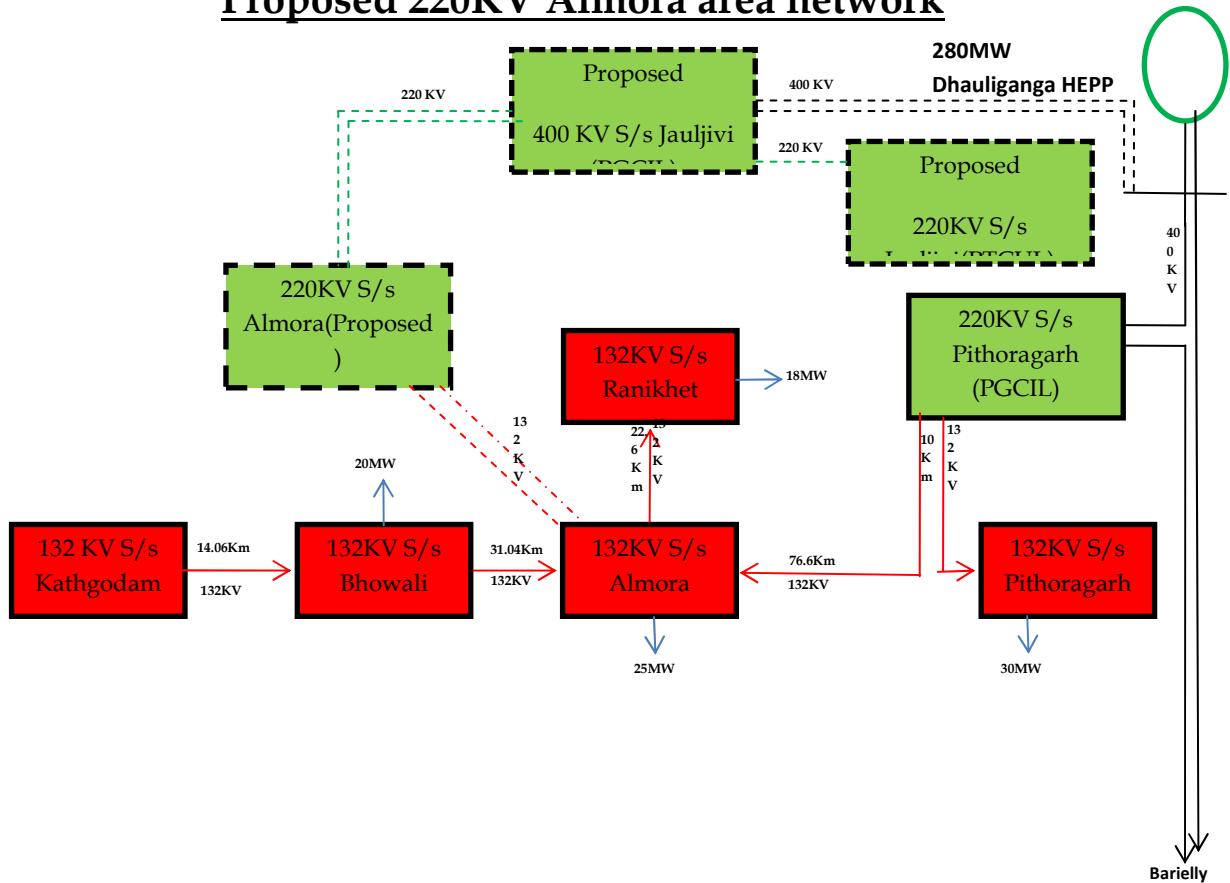 Proposed 220KV Almora area network
280MW
Dhauliganga HEPP
Proposed
400 KV S/s Jauljivi
(PGCIL)
220 KV
400 KV
220 KV
Proposed
220KV S/s
40
0 K
V
220KV S/s
Almora(Proposed
)
132KV S/s
Ranikhet
18MW
220KV S/s
Pithoragarh
(PGCIL)
13
2
K
V
22.
6
K
m
13
2
K
V
10
K
m
13
2
K
V
20MW
132 KV S/s
Kathgodam
14.06Km
132KV
132KV S/s
Bhowali
31.04Km
132KV
132KV S/s
Almora
76.6Km
132KV
132KV S/s
Pithoragarh
25MW
30MW
Barielly